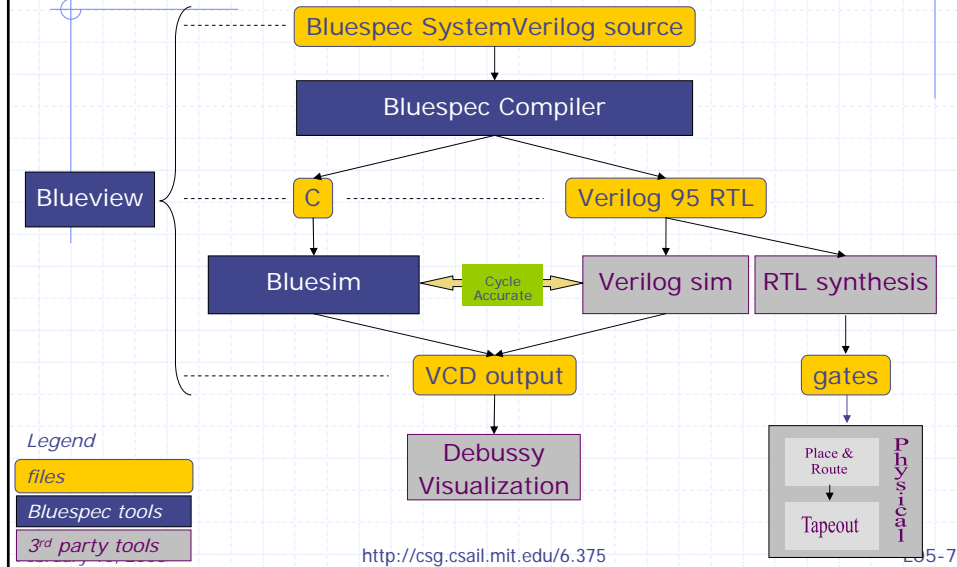 Bluespec SystemVerilog source
Bluespec Compiler
Blueview
C
Verilog 95 RTL
Bluesim
Cycle
Accurate
Verilog sim
RTL synthesis
VCD output
gates
Legend
files
Bluespec tools
3rd party tools
Debussy
Visualization
Place &
Route
Tapeout
Physical
http://csg.csail.mit.edu/6.375